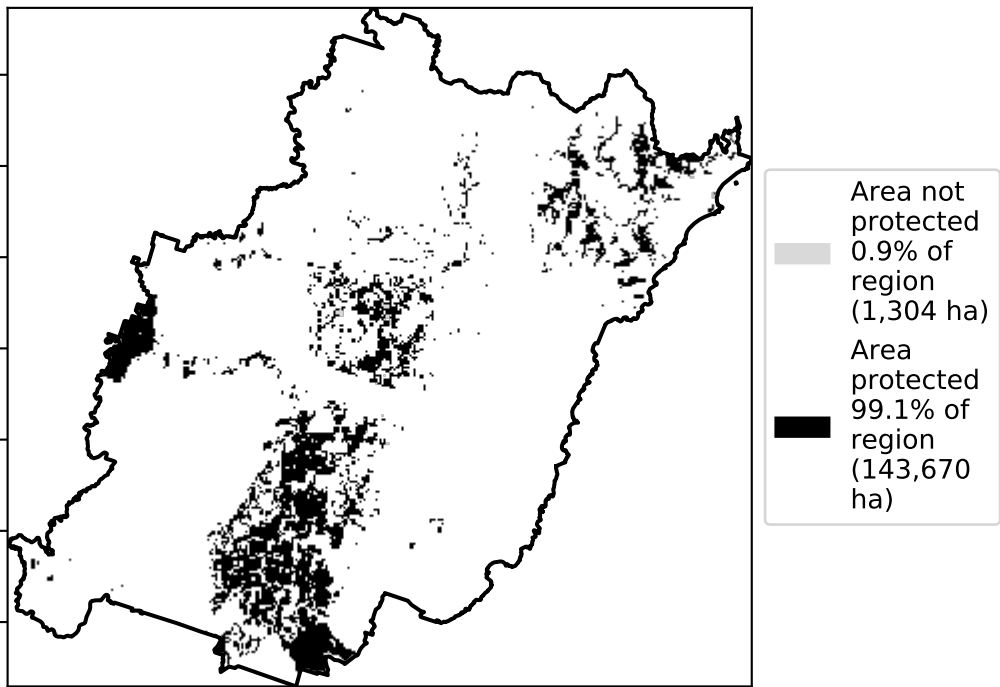 Area not
protected
0.9% of
region
(1,304 ha)
Area
protected
99.1% of
region
(143,670
ha)